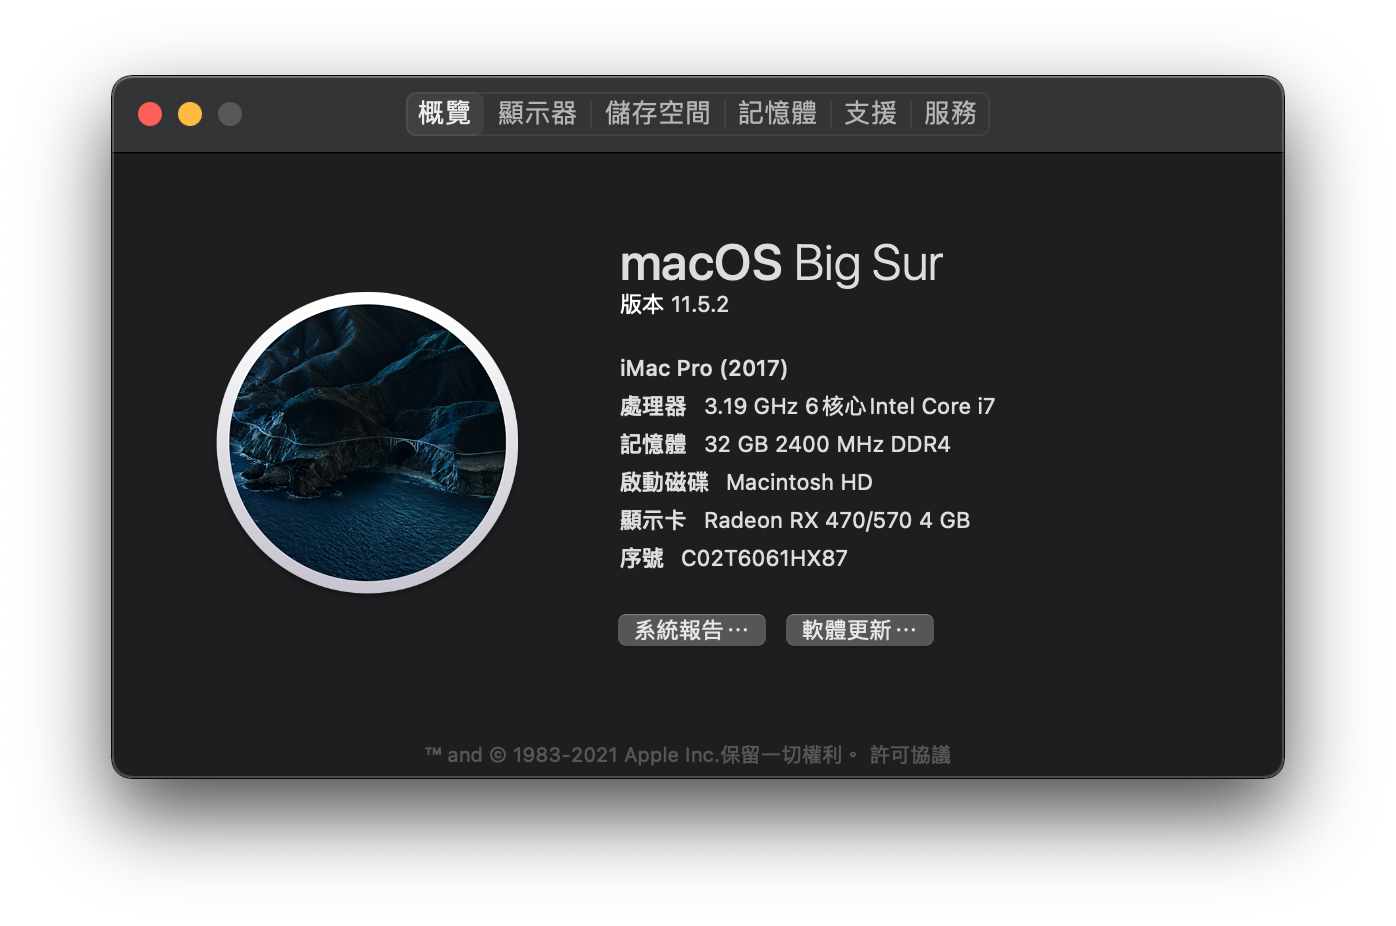 概覽 顯示器 儲存空間 記憶體 支援 服務
macOS Big Sur
版本 11.5.2
iMac Pro (2017)
處理器 3.19 GHz 6核心Intel Core i7
記憶體 32 GB 2400 MHz DDR4
啟動磁碟 Macintosh HD
顯示卡 Radeon RX 470/570 4 GB
序號 C02T6061HX87
系統報告⋯ 軟體更新⋯
™ and © 1983-2021 Apple Inc.保留一切權利。 許可協議